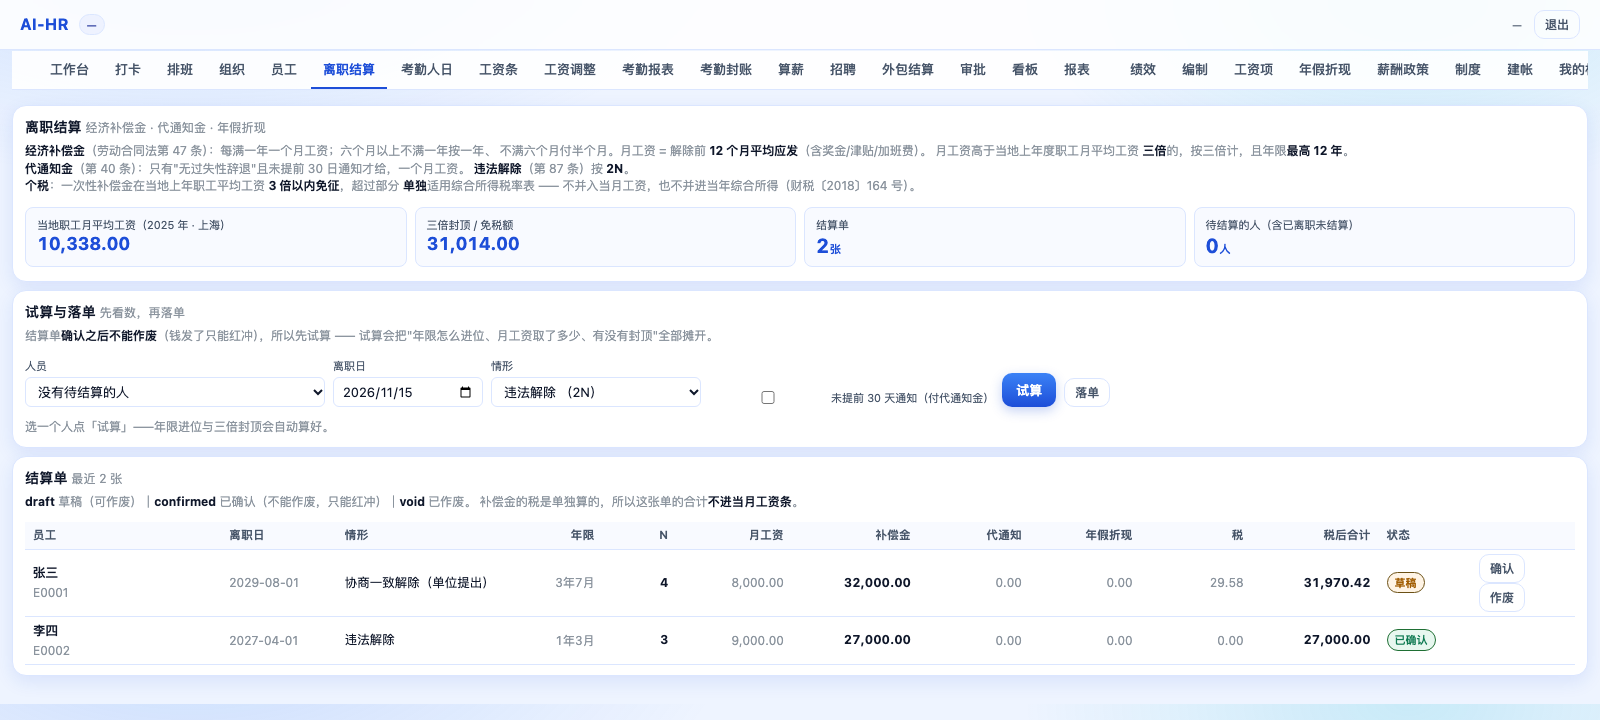 AI-HR — — 退出
工作台 打卡 排班 组织 员工 离职结算 考勤人日 工资条 工资调整 考勤报表 考勤封账 算薪 招聘 外包结算 审批 看板 报表 绩效 编制 工资项 年假折现 薪酬政策 制度 建帐 我的
离职结算 经济补偿金 · 代通知金 · 年假折现
经济补偿金（劳动合同法第 47 条）：每满一年一个月工资；六个月以上不满一年按一年、 不满六个月付半个月。月工资 = 解除前 12 个月平均应发（含奖金/津贴/加班费）。 月工资高于当地上年度职工月平均工资 三倍的，按三倍计，且年限最高 12 年。
代通知金（第 40 条）：只有"无过失性辞退"且未提前 30 日通知才给，一个月工资。 违法解除（第 87 条）按 2N。
个税：一次性补偿金在当地上年职工平均工资 3 倍以内免征，超过部分 单独适用综合所得税率表 —— 不并入当月工资，也不并进当年综合所得（财税〔2018〕164 号）。
当地职工月平均工资（2025 年 · 上海）
10,338.00
三倍封顶 / 免税额
31,014.00
结算单
2张
待结算的人（含已离职未结算）
0人
试算与落单 先看数，再落单
结算单确认之后不能作废（钱发了只能红冲），所以先试算 —— 试算会把"年限怎么进位、月工资取了多少、有没有封顶"全部摊开。
人员 离职日 情形
没有待结算的人 2026/11/15 违法解除 （2N） 未提前 30 天通知（付代通知金） 试算 落单
选一个人点「试算」——年限进位与三倍封顶会自动算好。
结算单 最近 2 张
draft 草稿（可作废）｜confirmed 已确认（不能作废，只能红冲）｜void 已作废。 补偿金的税是单独算的，所以这张单的合计不进当月工资条。
员工 离职日 情形 年限 N 月工资 补偿金 代通知 年假折现 税 税后合计 状态
张三 E0001 2029-08-01 协商一致解除（单位提出） 3年7月 4 8,000.00 32,000.00 0.00 0.00 29.58 31,970.42 草稿 确认 作废
李四 E0002 2027-04-01 违法解除 1年3月 3 9,000.00 27,000.00 0.00 0.00 0.00 27,000.00 已确认